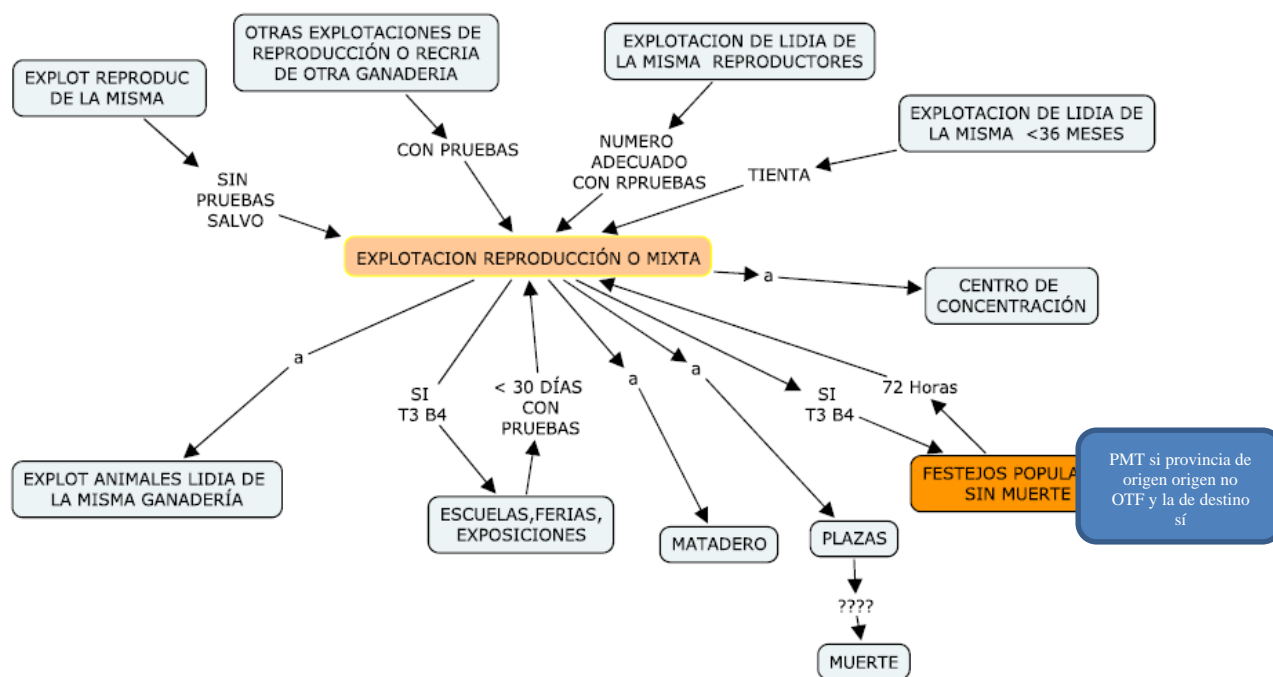 OTRAS EXPLOTACIONES DE
REPRODUCCIÓN O RECRIA
DE OTRA GANADERIA
EXPLOTACION DE LIDIA DE
LA MISMA REPRODUCTORES
EXPLOT REPRODUC
DE LA MISMA
EXPLOTACION DE LIDIA DE
LA MISMA <36 MESES
CON PRUEBAS
NUMERO
ADECUADO
CON RPRUEBAS
TIENTA
SIN
PRUEBAS
SALVO
EXPLOTACION REPRODUCCIÓN O MIXTA
a
CENTRO DE
CONCENTRACIÓN
a
SI
T3 B4
< 30 DÍAS
CON
PRUEBAS
a
a
SI
T3 B4
72 Horas
EXPLOT ANIMALES LIDIA DE
LA MISMA GANADERÍA
ESCUELAS,FERIAS,
EXPOSICIONES
MATADERO
PLAZAS
FESTEJOS POPULA
SIN MUERTE
PMT si provincia de
origen origen no
OTF y la de destino
sí
????
MUERTE